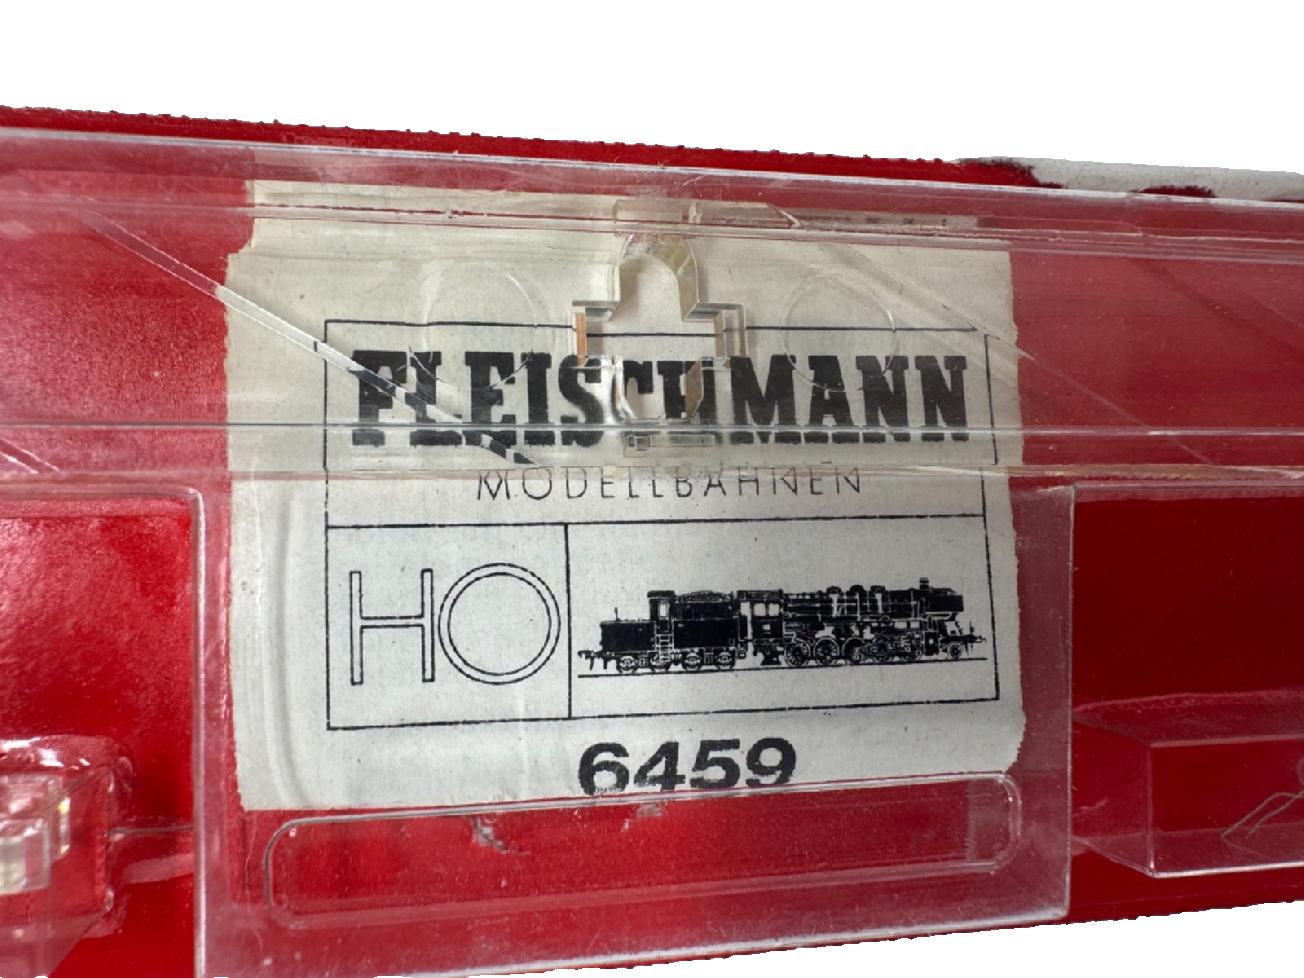 FLEISCHMANN
MODELLBAHNEN
HO
6459